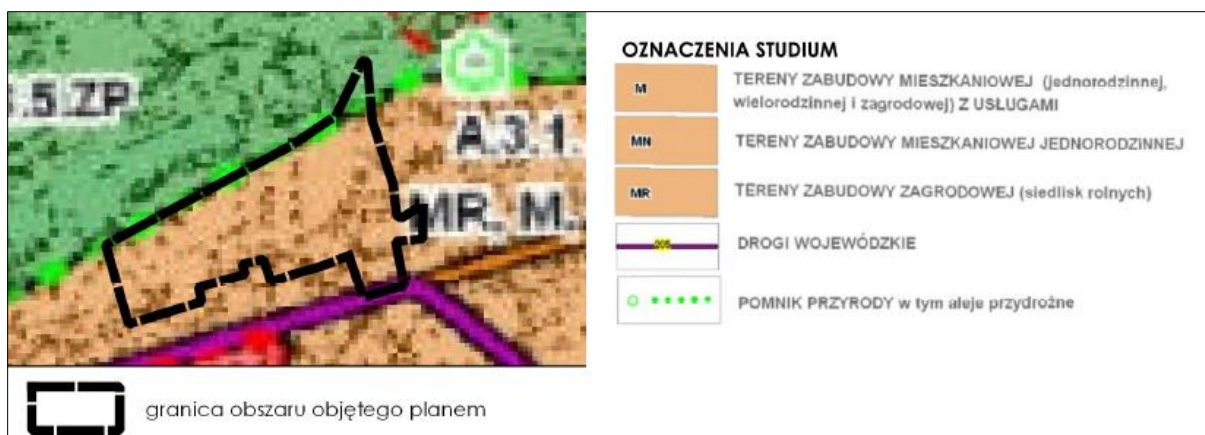 .5.ZP
A.3.1.
MR, M.
granica obszaru objętego planem
OZNACZENIA STUDIUM
M
TERENY ZABUDOWY MIESZKANIOWEJ (jednorodzinnej,
wielorodzinnej i zagrodowej) Z USŁUGAMI
MN
TERENY ZABUDOWY MIESZKANIOWEJ JEDNORODZINNEJ
MR
TERENY ZABUDOWY ZAGRODOWEJ (siedlisk rolnych)
205
DROGI WOJEWÓDZKIE
POMNIK PRZYRODY w tym aleje przydrożne